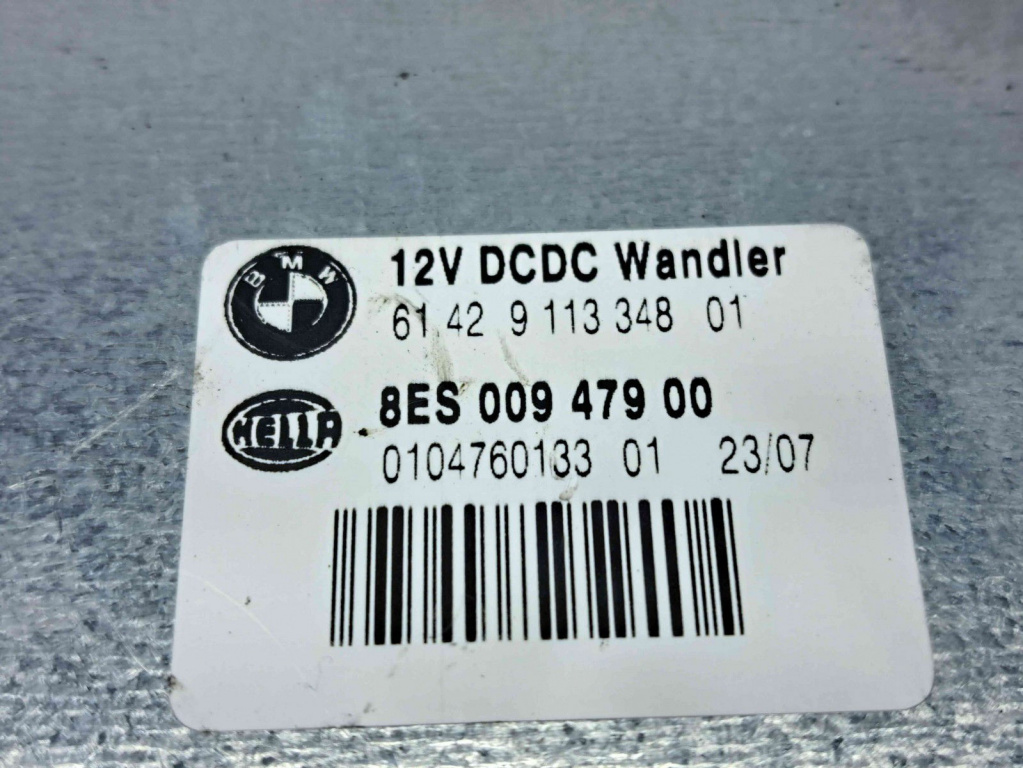 BMW
12V DCDC Wandler
61 42 9 113 348 01
HELLA
8ES 009 479 00
0104760133 01 23/07